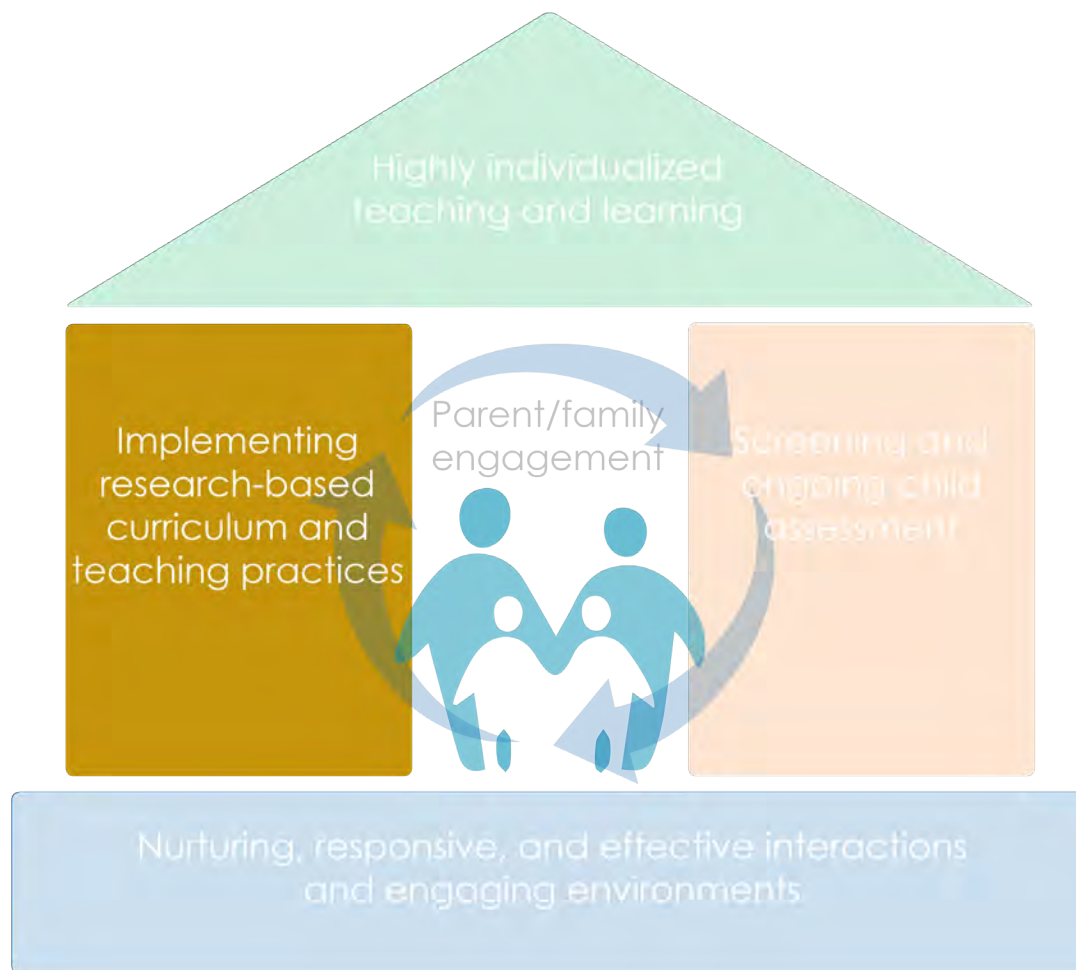 Highly individualized
teaching and learning
Implementing
research-based
curriculum and
teaching practices
Parent/family
engagement
Screening and
ongoing child
assessment
Nurturing, responsive, and effective interactions
and engaging environments